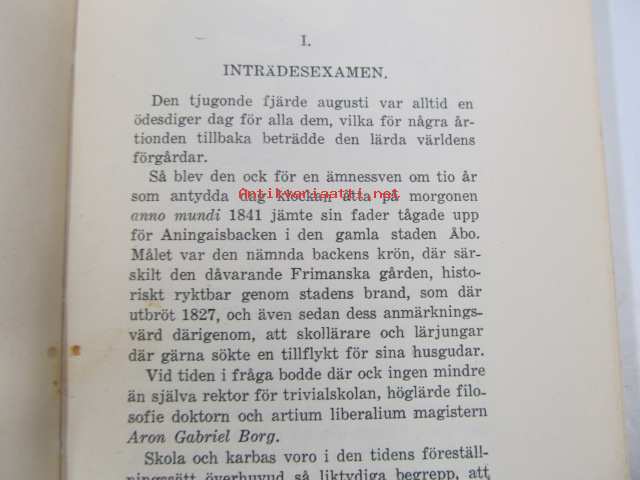 I.
INTRÄDESEXAMEN.
Den tjugonde fjärde augusti var alltid en
ödesdiger dag för alla dem, vilka för några år-
tionden tillbaka beträdde den lärda världens
förgårdar.
Så blev den ock för en ämnessven om tio år
som antydda dag klockan åtta på morgonen
Antikvariaatti.net
anno mundi 1841 jämte sin fader tågade upp
för Aningaisbacken i den gamla staden Åbo.
Målet var den nämnda backens krön, där sär-
skilt den dåvarande Frimanska gården, histo-
riskt ryktbar genom stadens brand, som där
utbröt 1827, och även sedan dess anmärknings-
värd därigenom, att skollärare och lärjungar
där gärna sökte en tillflykt för sina husgudar.
Vid tiden i fråga bodde där ock ingen mindre
än själva rektor för trivialskolan, höglärde filo-
sofie doktorn och artium liberalium magistern
Aron Gabriel Borg.
Skola och karbas voro i den tidens föreställ-
ningssätt överhuvud så liktydiga begrepp, att